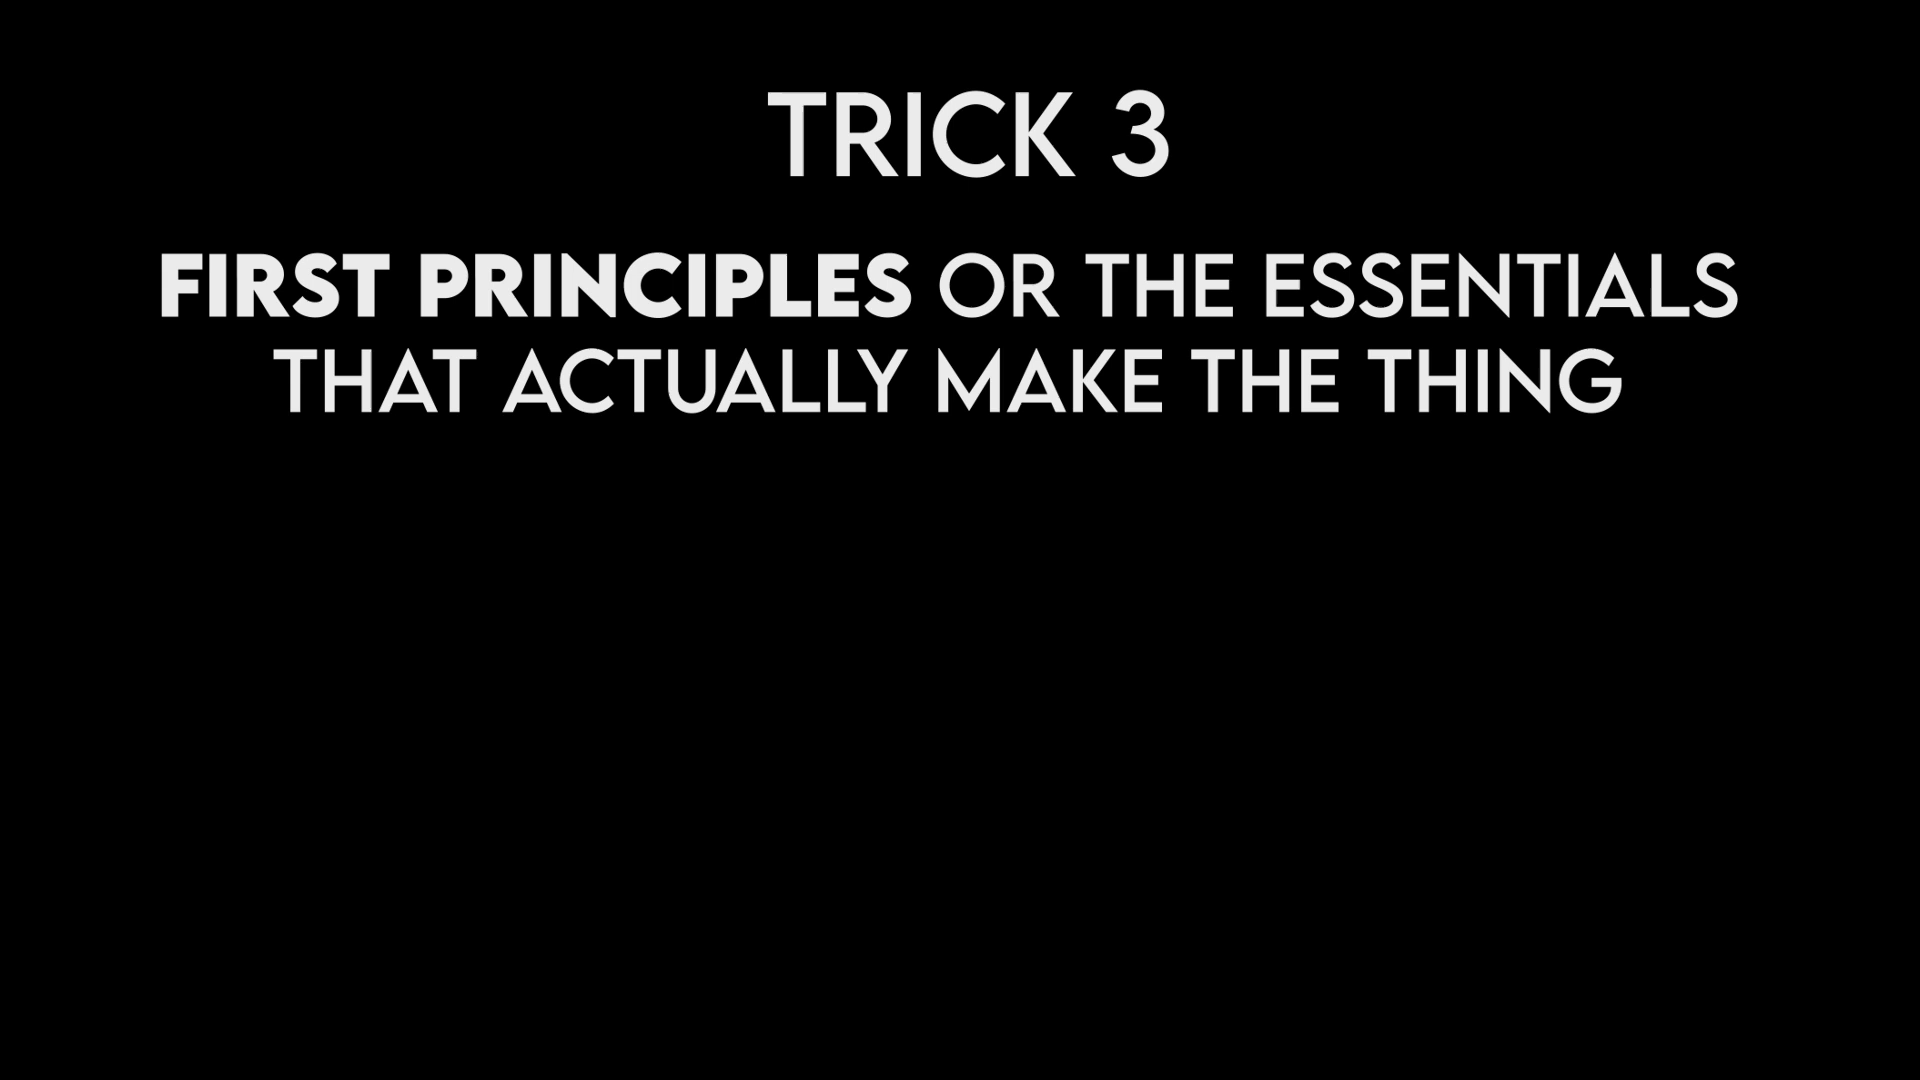 TRICK 3
FIRST PRINCIPLES OR THE ESSENTIALS
THAT ACTUALLY MAKE THE THING